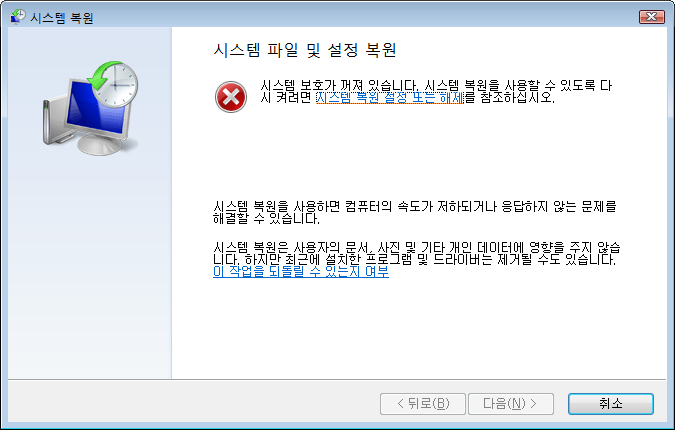 시스템 복원
시스템 파일 및 설정 복원
시스템 보호가 꺼져 있습니다. 시스템 복원을 사용할 수 있도록 다
시 켜려면 시스템 복원 설정 또는 해제를 참조하십시오.
시스템 복원을 사용하면 컴퓨터의 속도가 저하되거나 응답하지 않는 문제를
해결할 수 있습니다.
시스템 복원은 사용자의 문서, 사진 및 기타 개인 데이터에 영향을 주지 않습
니다. 하지만 최근에 설치한 프로그램 및 드라이버는 제거될 수도 있습니다.
이 작업을 되돌릴 수 있는지 여부
< 뒤로(B)
다음(N) >
취소